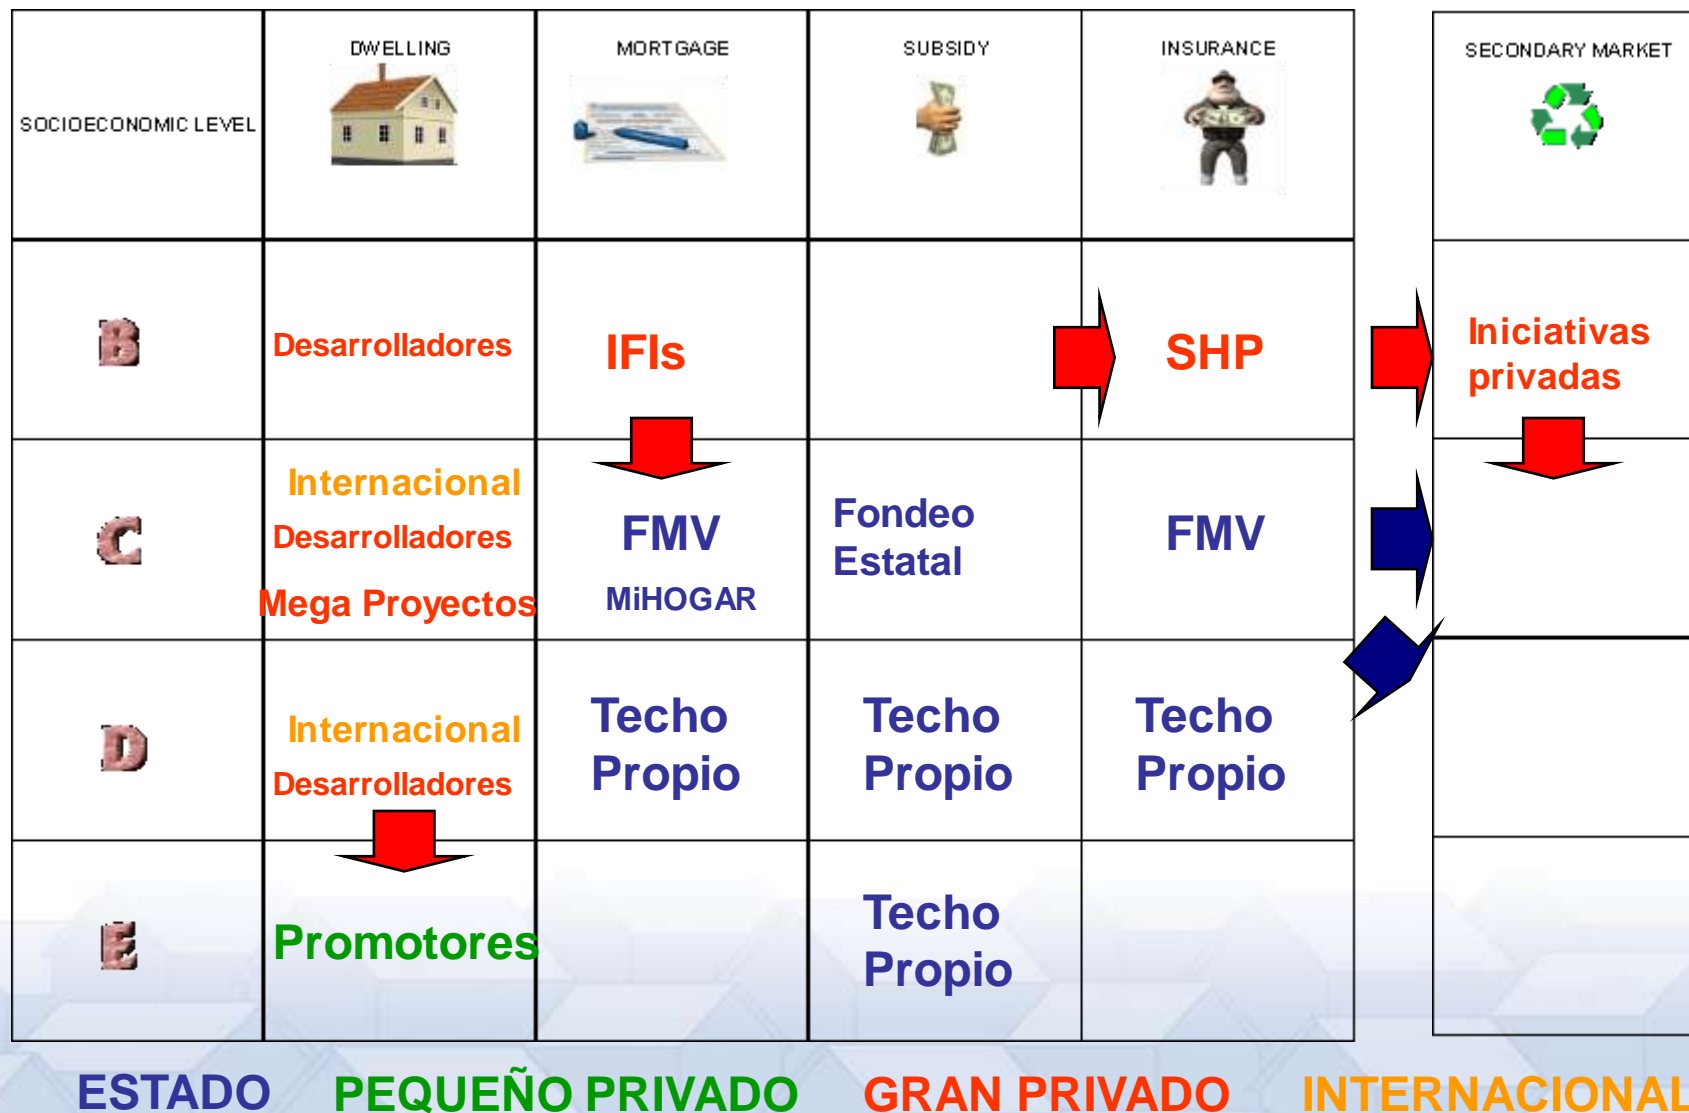 SOCIOECONOMIC LEVEL
DWELLING
MORTGAGE
SUBSIDY
INSURANCE
SECONDARY MARKET
B
Desarrolladores
IFIs
SHP
Iniciativas
privadas
C
Internacional
Desarrolladores
Mega Proyectos
FMV
MiHOGAR
Fondeo
Estatal
FMV
D
Internacional
Desarrolladores
Techo
Propio
Techo
Propio
Techo
Propio
E
Promotores
Techo
Propio
ESTADO
PEQUEÑO PRIVADO
GRAN PRIVADO
INTERNACIONAL